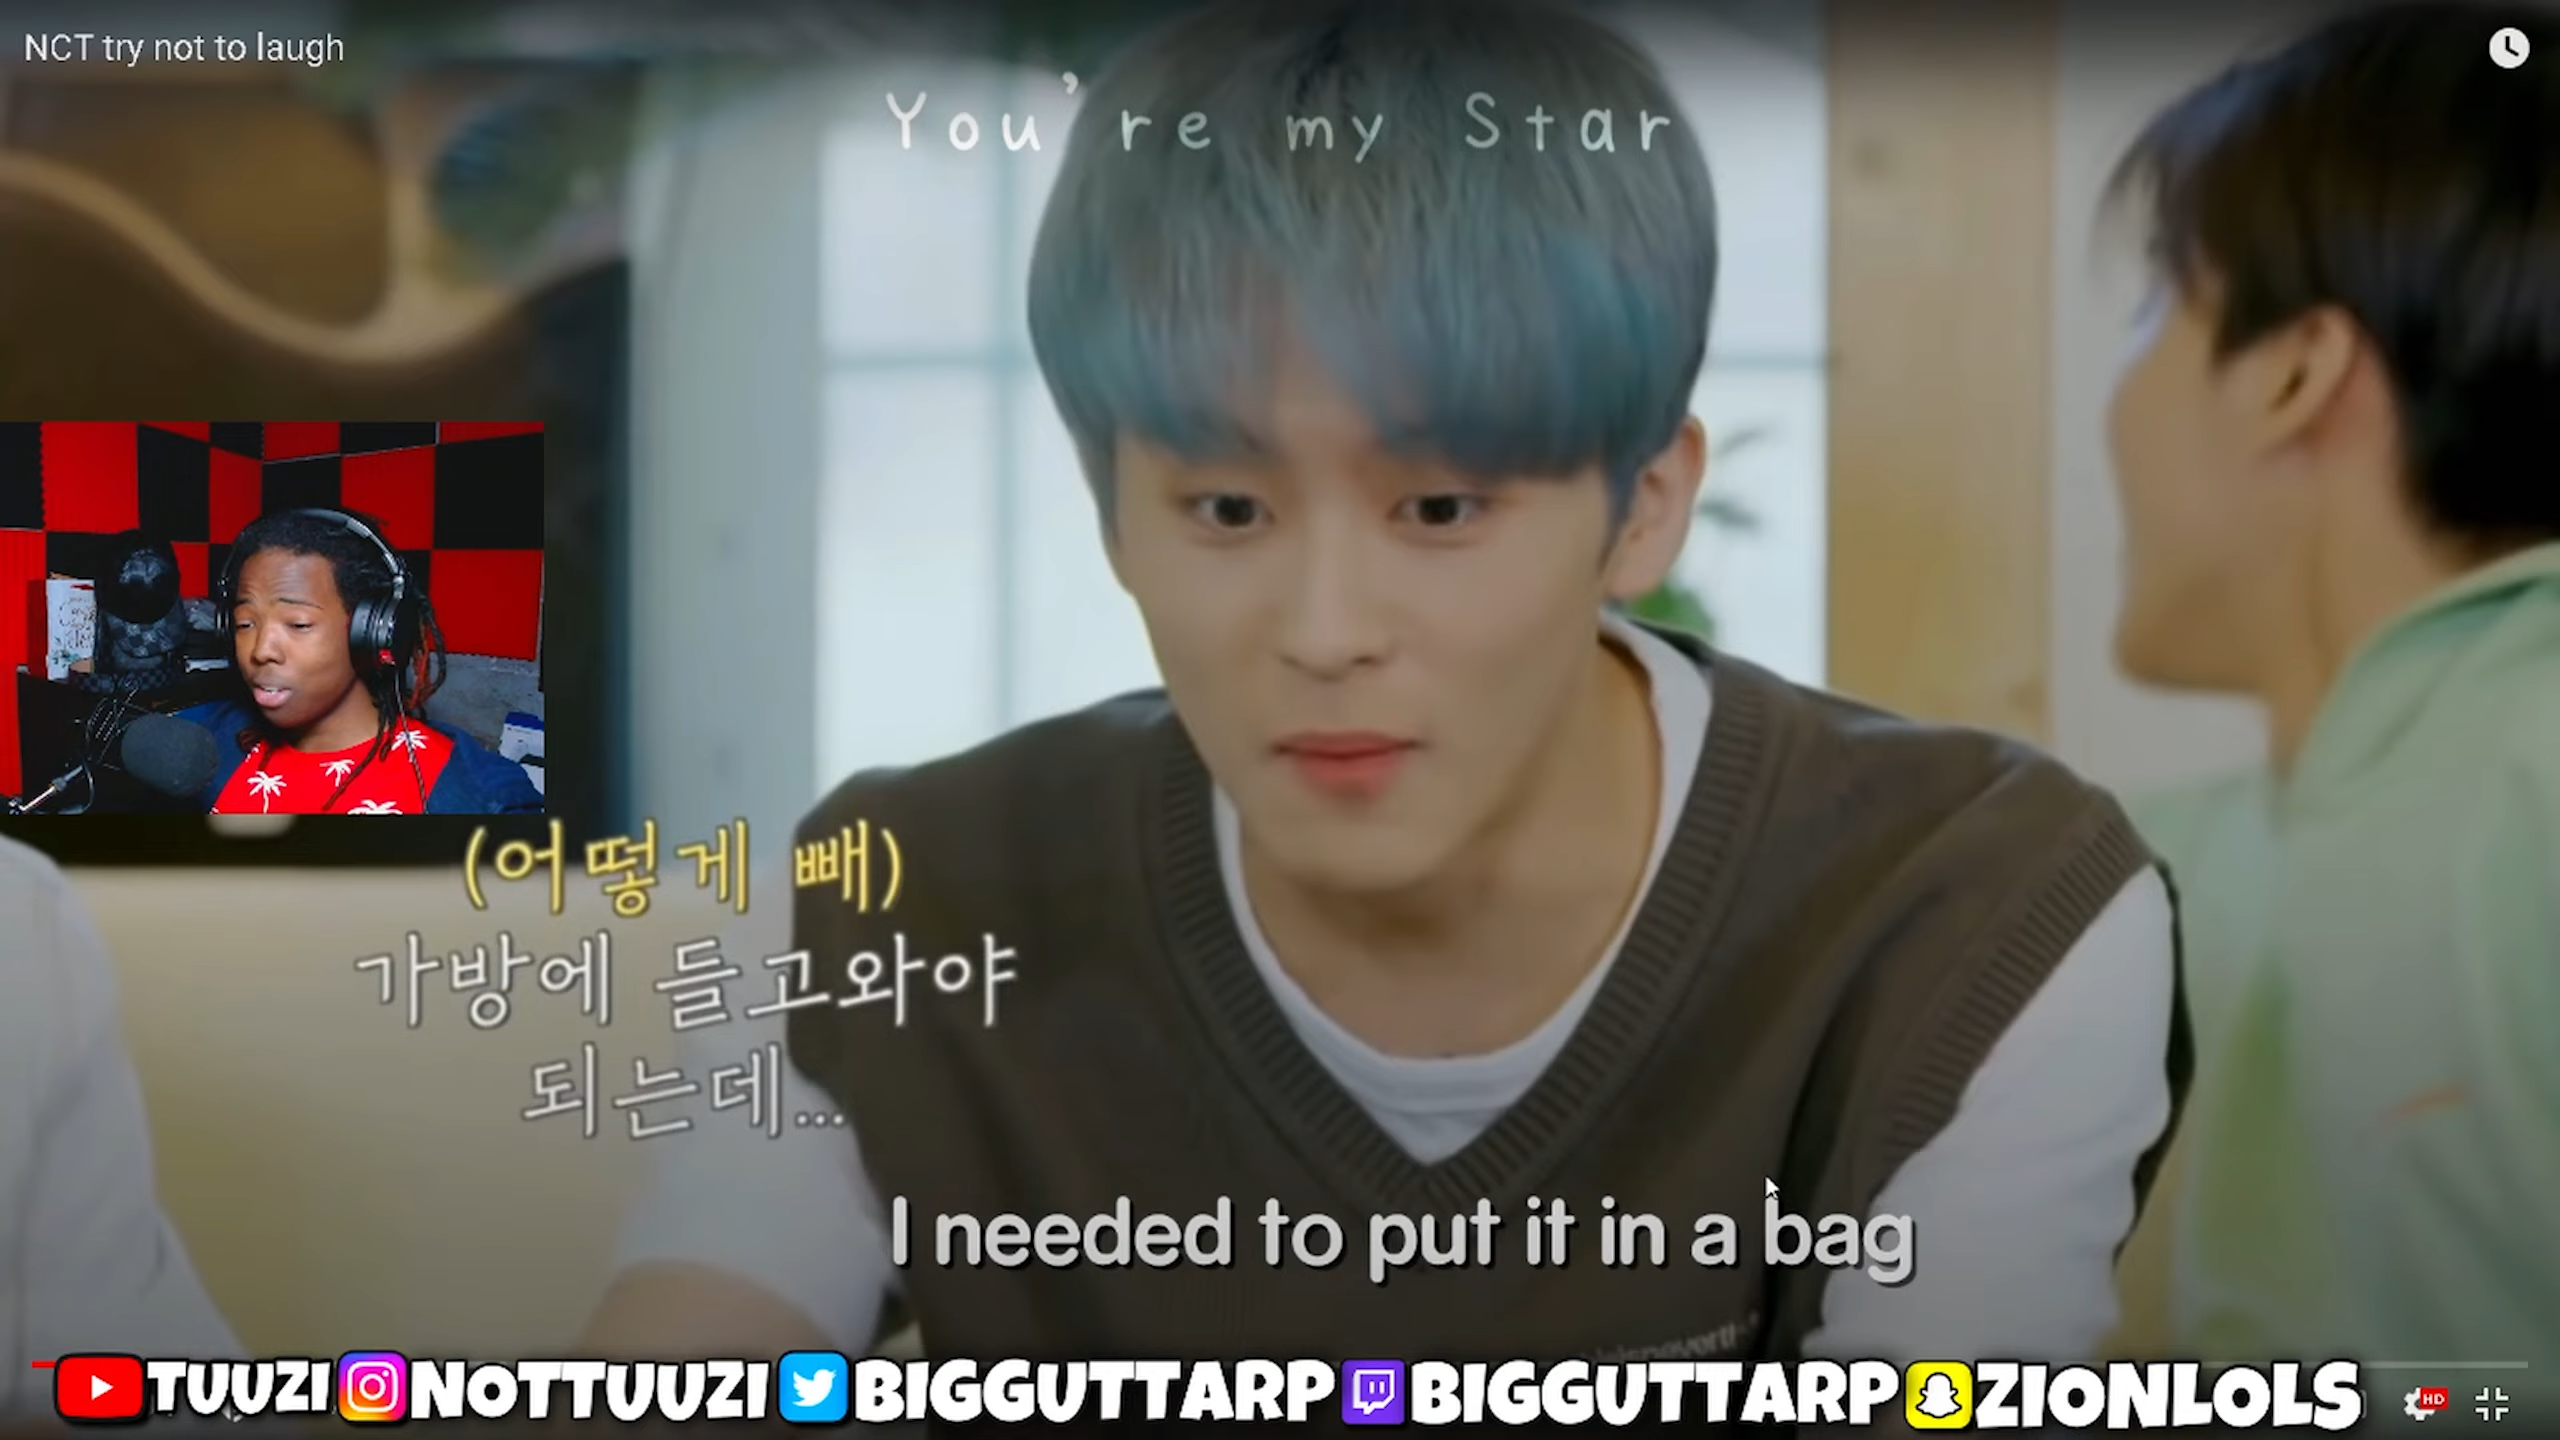 NCT try not to laugh
You're my Star
(어떻게 빼)
가방에 들고와야
되는데...
I needed to put it in a bag
TUUZI NOTTUUZI BIGGUTTARP BIGGUTTARP ZIONLOLS
HD